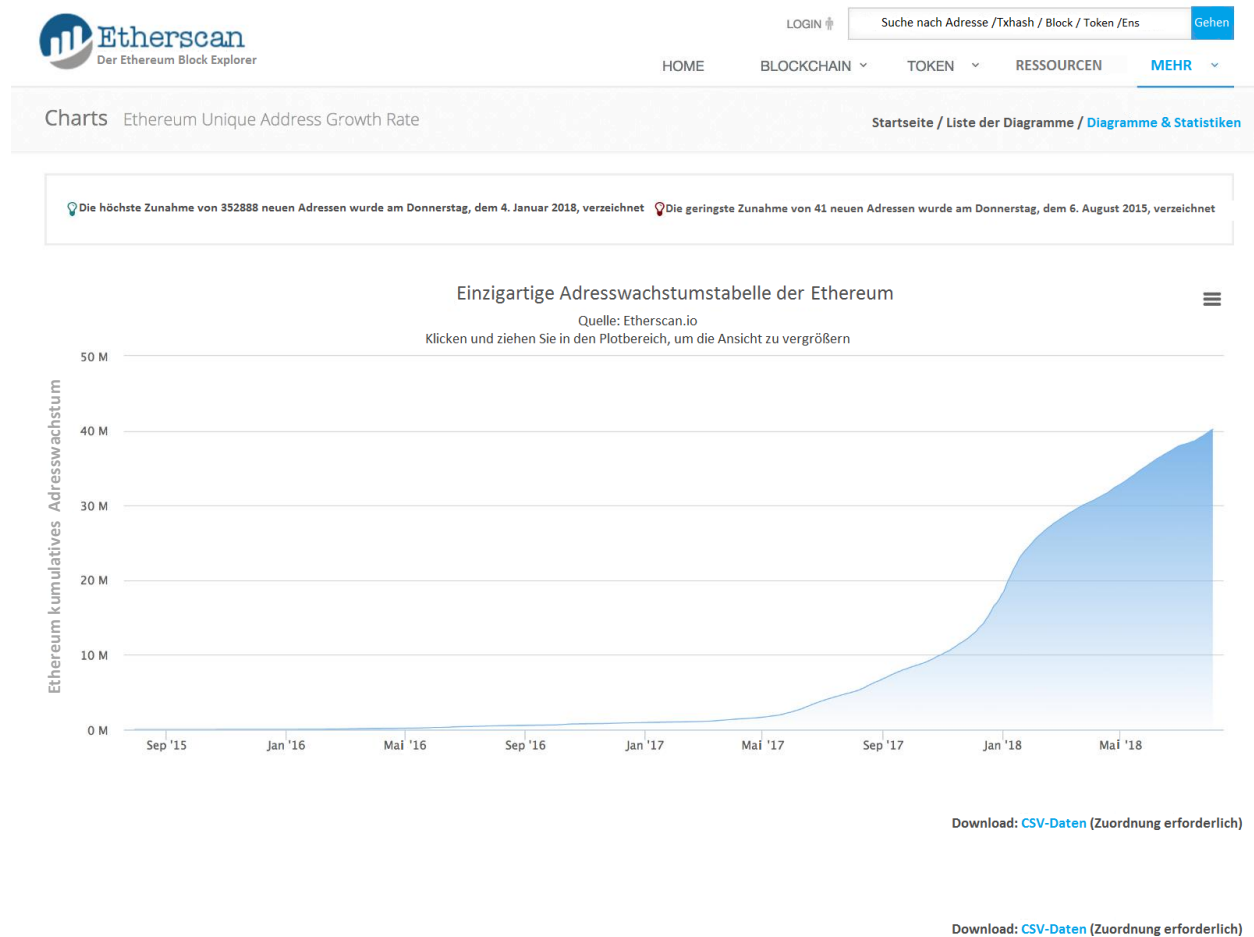 Etherscan
Der Ethereum Block Explorer
LOGIN
Suche nach Adresse /Txhash / Block / Token /Ens
Gehen
HOME
BLOCKCHAIN
TOKEN
RESSOURCEN
MEHR
Charts Ethereum Unique Address Growth Rate
Startseite / Liste der Diagramme / Diagramme & Statistiken
Die höchste Zunahme von 352888 neuen Adressen wurde am Donnerstag, dem 4. Januar 2018, verzeichnet
Die geringste Zunahme von 41 neuen Adressen wurde am Donnerstag, dem 6. August 2015, verzeichnet
Einzigartige Adresswachstumstabelle der Ethereum
Quelle: Etherscan.io
Klicken und ziehen Sie in den Plotbereich, um die Ansicht zu vergrößern
Ethereum kumulatives Adresswachstum
50 M
40 M
30 M
20 M
10 M
0 M
Sep '15
Jan '16
Mai '16
Sep '16
Jan '17
Mai '17
Sep '17
Jan '18
Mai '18
Download: CSV-Daten (Zuordnung erforderlich)
Download: CSV-Daten (Zuordnung erforderlich)